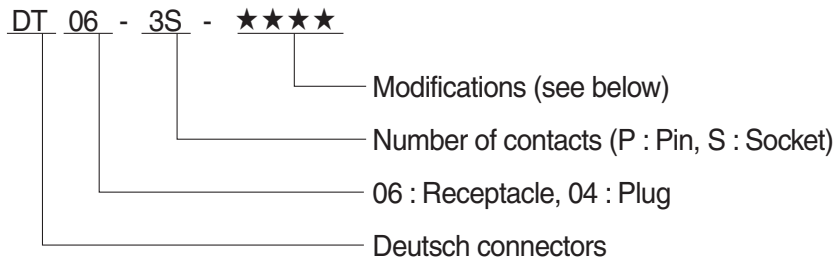 DT 06 - 3S - ★★★★
Modifications (see below)
Number of contacts (P : Pin, S : Socket)
06 : Receptacle, 04 : Plug
Deutsch connectors